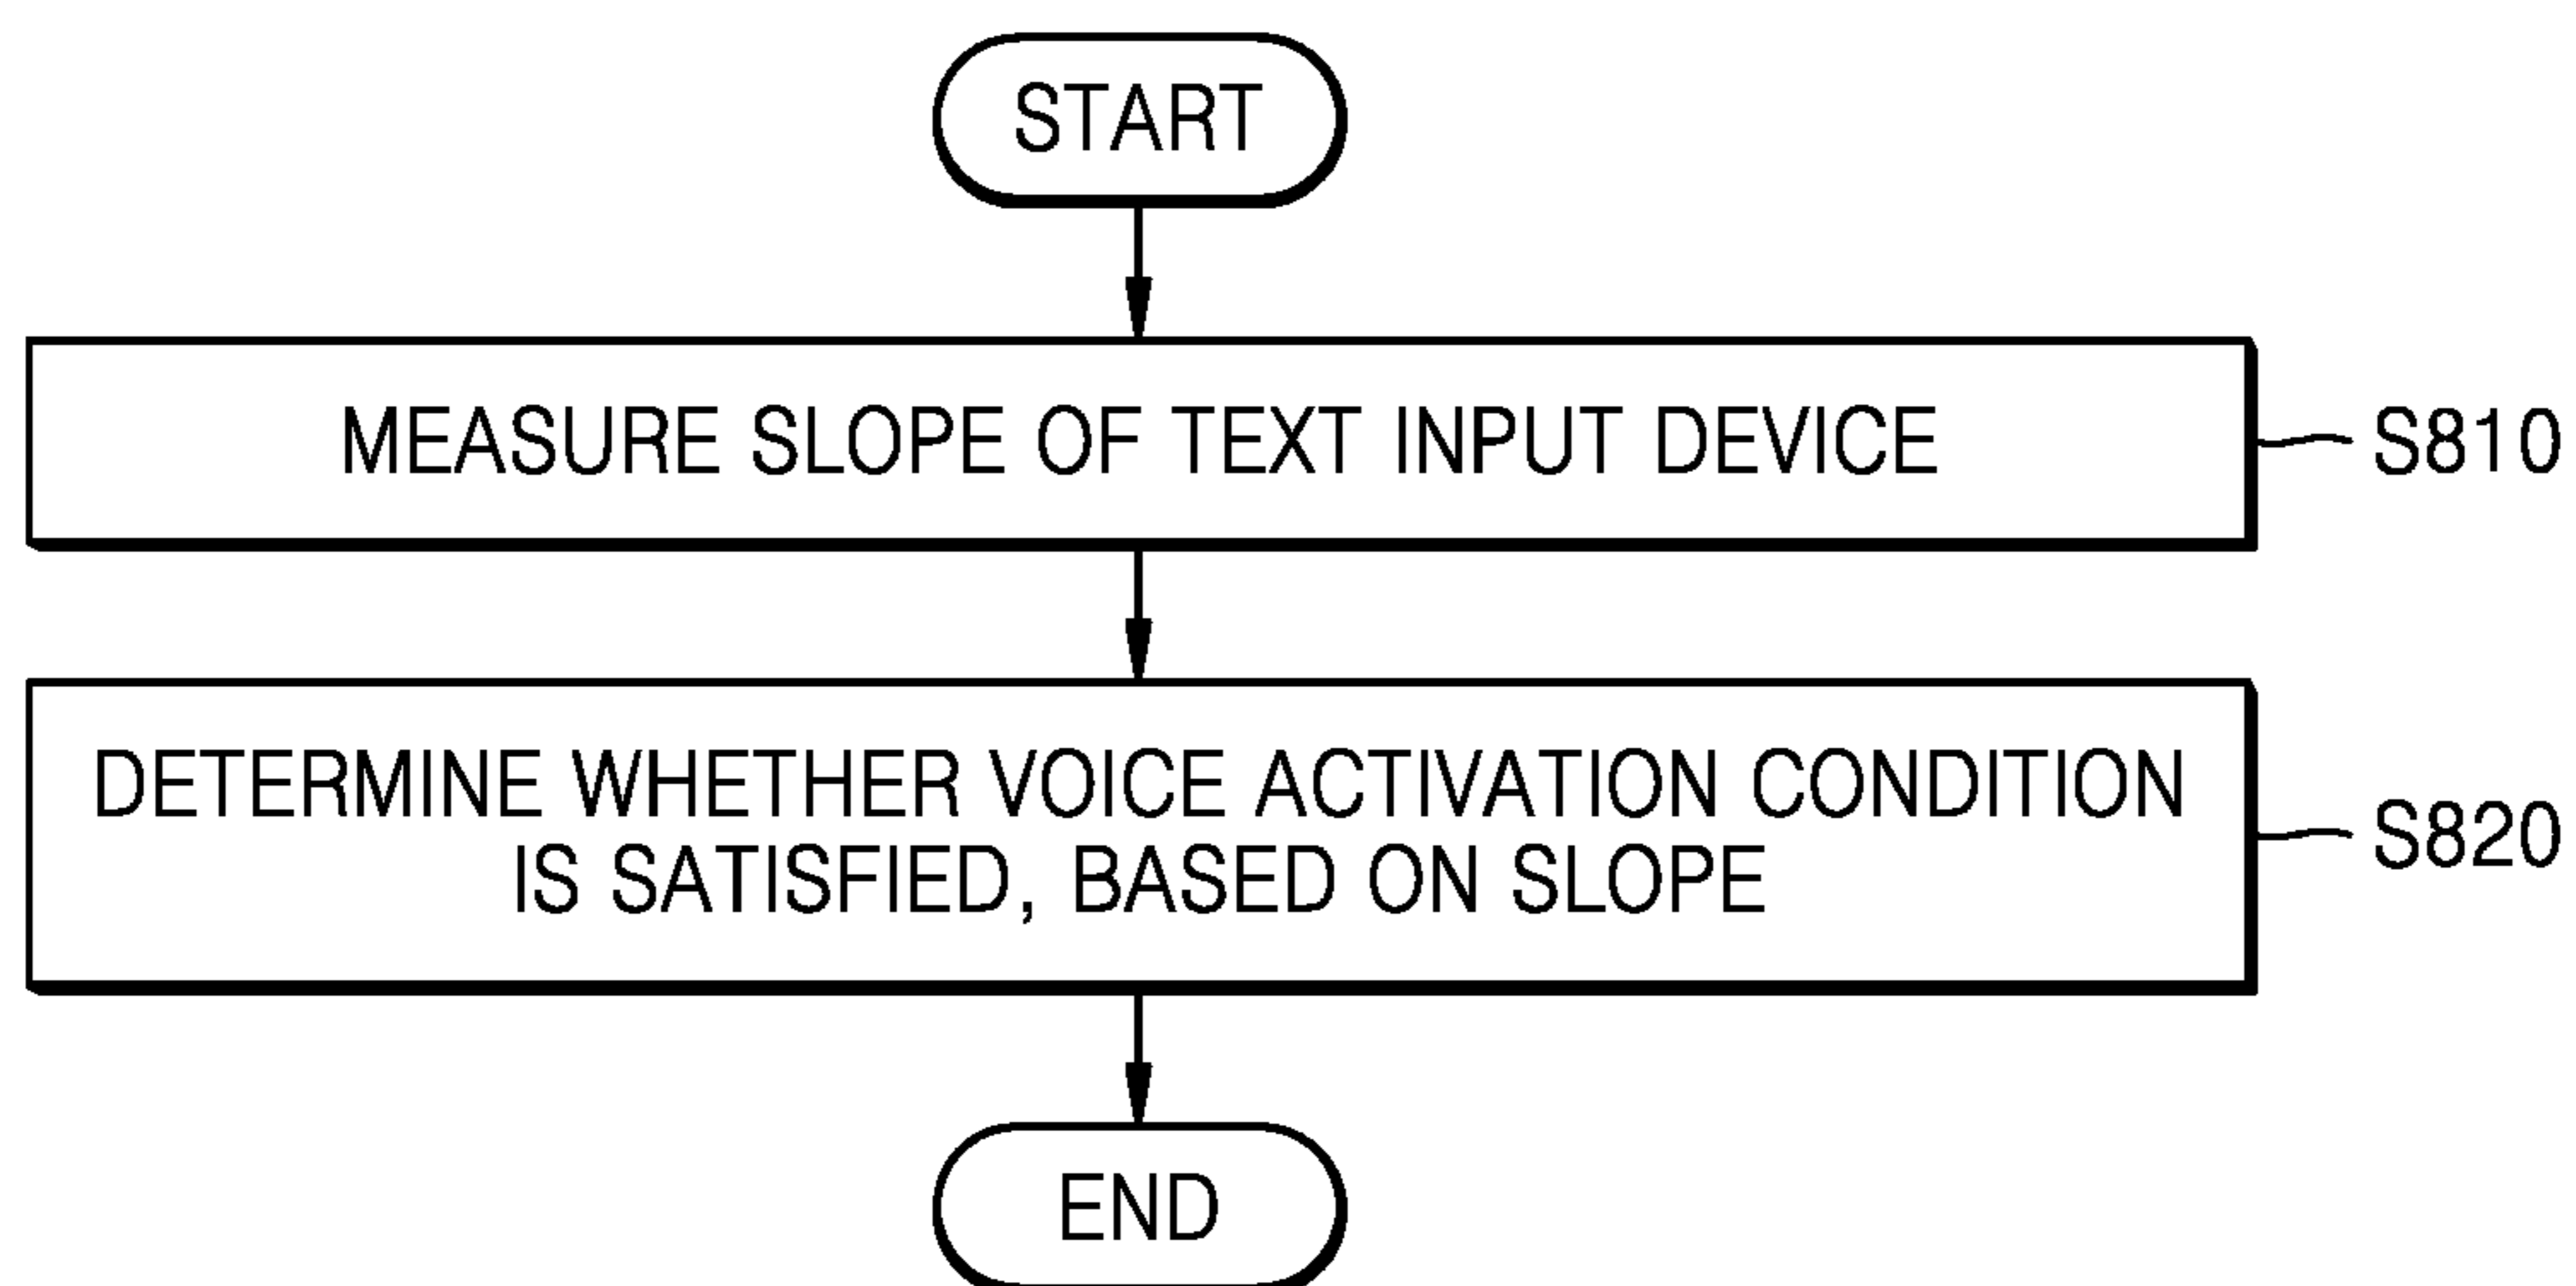 START
MEASURE SLOPE OF TEXT INPUT DEVICE
S810
DETERMINE WHETHER VOICE ACTIVATION CONDITION
IS SATISFIED, BASED ON SLOPE
S820
END